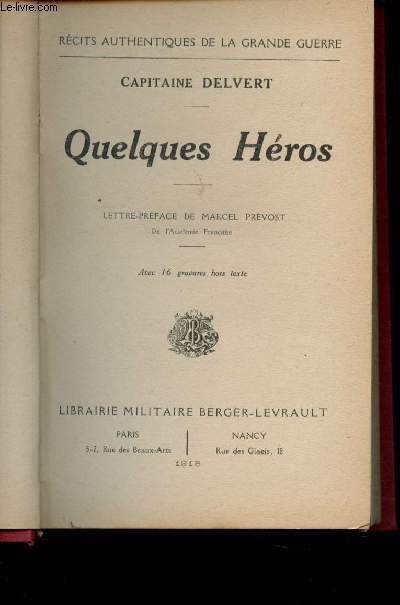 Le-livre.com
RÉCITS AUTHENTIQUES DE LA GRANDE GUERRE
CAPITAINE DELVERT
Quelques Héros
LETTRE-PRÉFACE DE MARCEL PRÉVOST
De l'Académie Française
Avec 16 gravures hors texte
LIBRAIRIE MILITAIRE BERGER-LEVRAULT
PARIS
5-7, Rue des Beaux-Arts
NANCY
Rue des Glacis, 18
1918